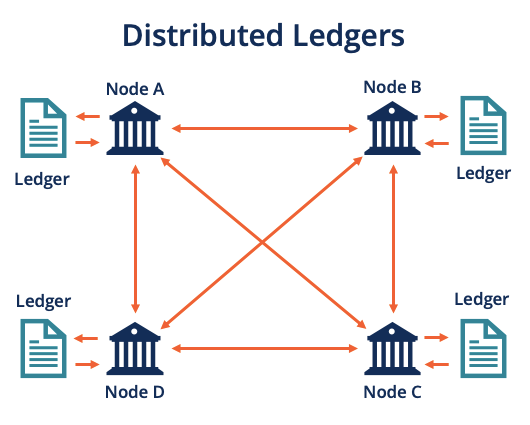 Distributed Ledgers
Node A
Node B
Ledger
Ledger
Ledger
Ledger
Node D
Node C